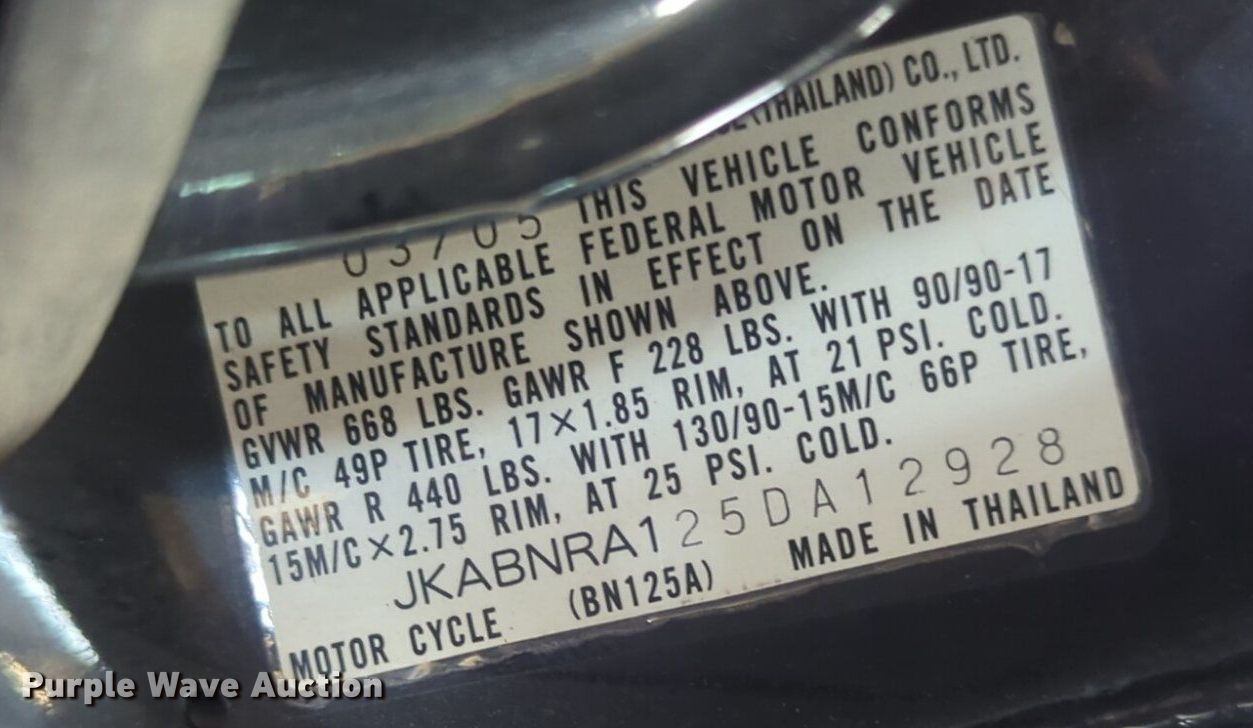 (THAILAND) CO., LTD.
03705 THIS VEHICLE CONFORMS
TO ALL APPLICABLE FEDERAL MOTOR VEHICLE
SAFETY STANDARDS IN EFFECT ON THE DATE
OF MANUFACTURE SHOWN ABOVE.
GVWR 668 LBS. GAWR F 228 LBS. WITH 90/90-17
M/C 49P TIRE, 17×1.85 RIM, AT 21 PSI. COLD.
GAWR R 440 LBS. WITH 130/90-15M/C 66P TIRE,
15M/C×2.75 RIM, AT 25 PSI. COLD.
JKABNRA125DA12928
MOTOR CYCLE (BN125A) MADE IN THAILAND
Purple Wave Auction